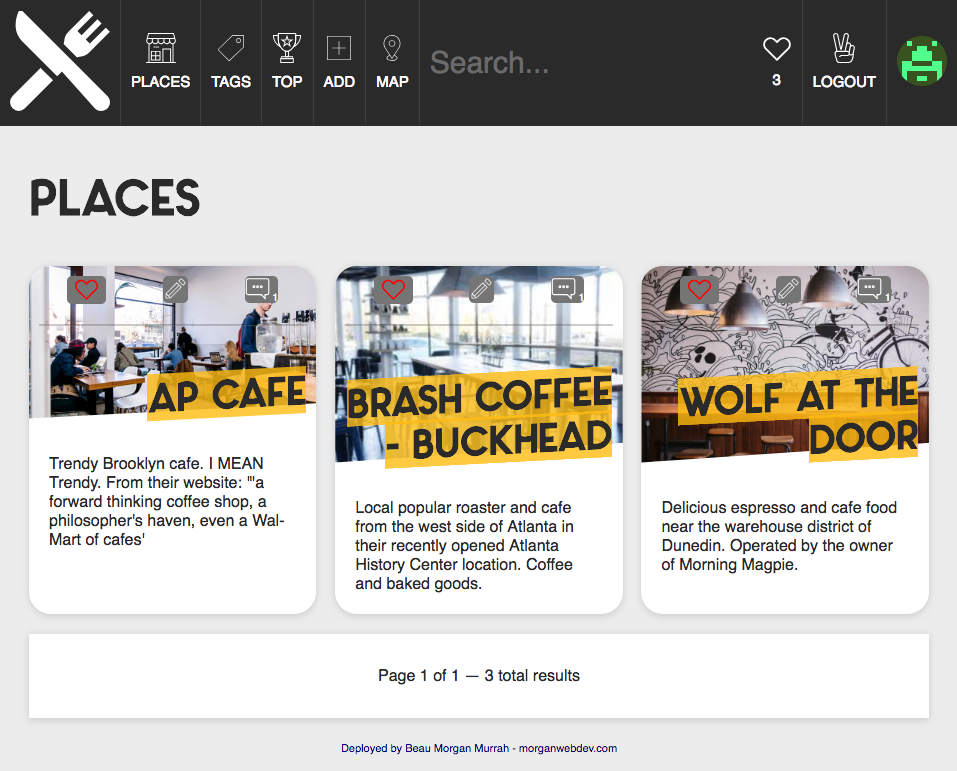 PLACES
TAGS
TOP
ADD
MAP
Search...
3
LOGOUT
PLACES
1
AP CAFE
Trendy Brooklyn cafe. I MEAN
Trendy. From their website: "'a
forward thinking coffee shop, a
philosopher's haven, even a Wal-
Mart of cafes'
1
BRASH COFFEE
- BUCKHEAD
Local popular roaster and cafe
from the west side of Atlanta in
their recently opened Atlanta
History Center location. Coffee
and baked goods.
1
WOLF AT THE
DOOR
Delicious espresso and cafe food
near the warehouse district of
Dunedin. Operated by the owner
of Morning Magpie.
Page 1 of 1 — 3 total results
Deployed by Beau Morgan Murrah - morganwebdev.com